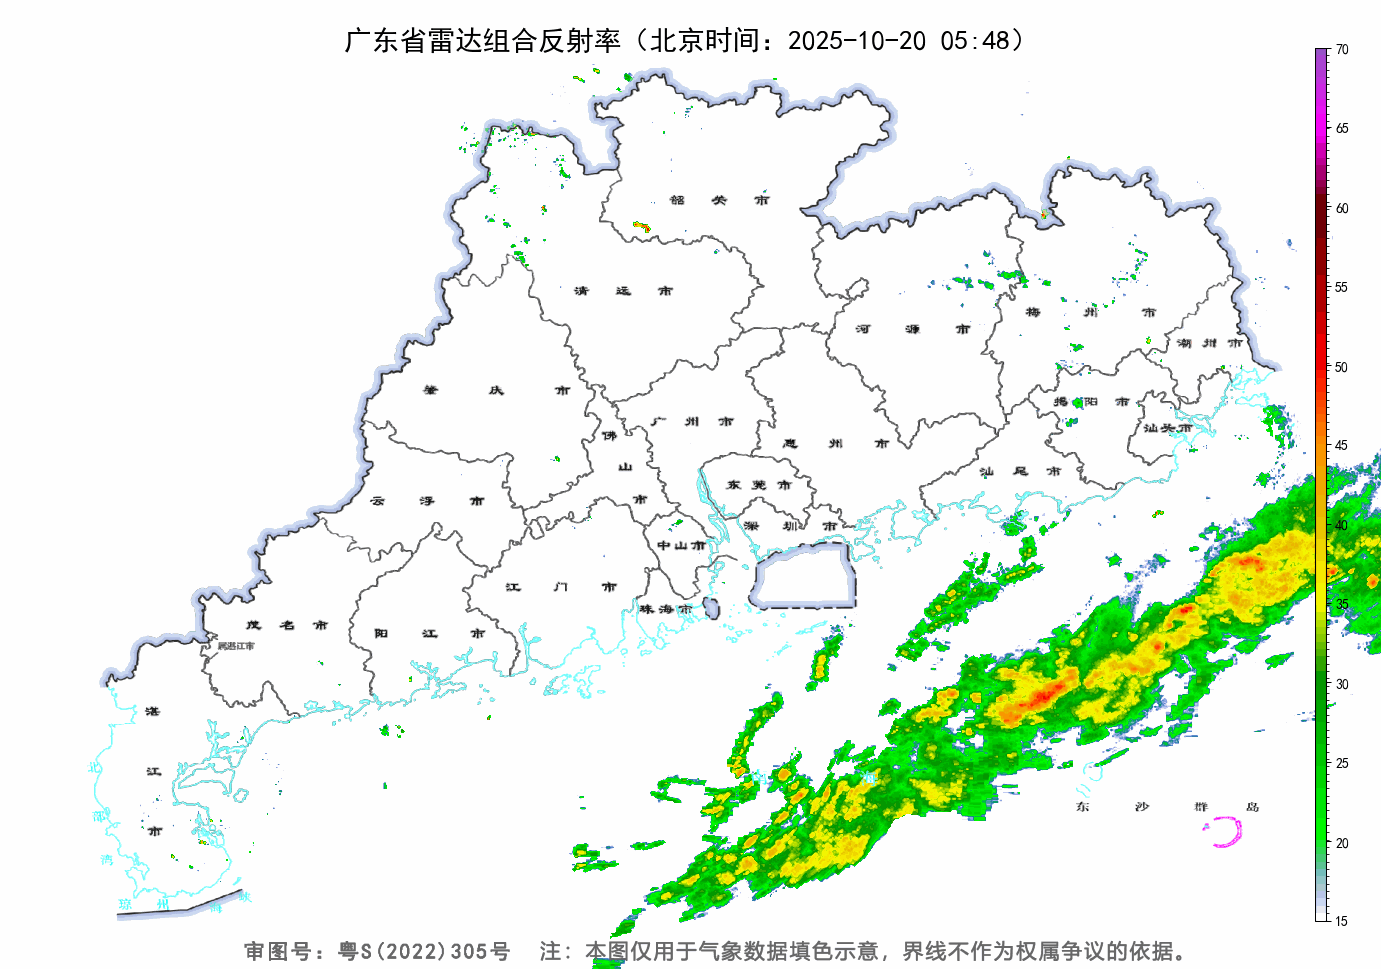 广东省雷达组合反射率（北京时间：2025-10-20 05:48）
70
65
60
55
50
45
40
35
30
25
20
15
韶关市
清远市
河源市
梅州市
潮州市
肇庆市
广州市
佛山市
惠州市
揭阳市
汕头市
汕尾市
东莞市
云浮市
深圳市
中山市
江门市
珠海市
茂名市
阳江市
属湛江市
湛江市
北部湾
琼州海峡
南海
东沙群岛
审图号：粤S(2022)305号 注：本图仅用于气象数据填色示意，界线不作为权属争议的依据。